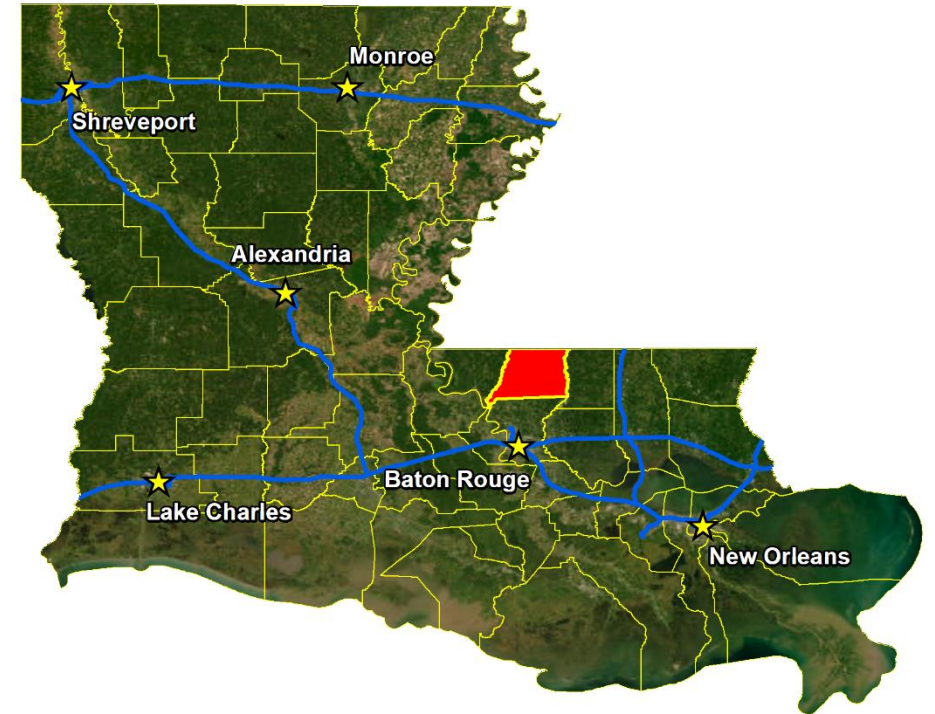 Monroe
Shreveport
Alexandria
Baton Rouge
Lake Charles
New Orleans